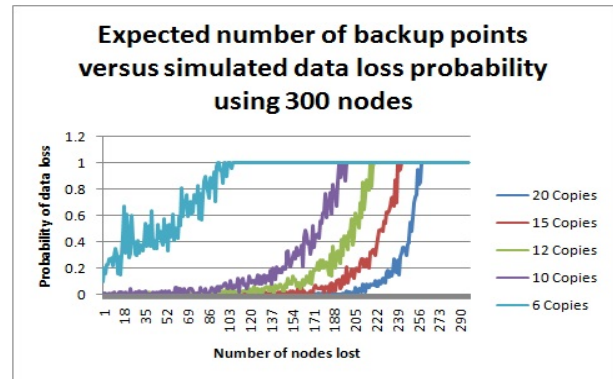 Expected number of backup points
versus simulated data loss probability
using 300 nodes
1.2
1
0.8
0.6
0.4
0.2
0
Probability of data loss
1
18
35
52
69
86
103
120
137
154
171
188
205
222
239
256
273
290
Number of nodes lost
20 Copies
15 Copies
12 Copies
10 Copies
6 Copies